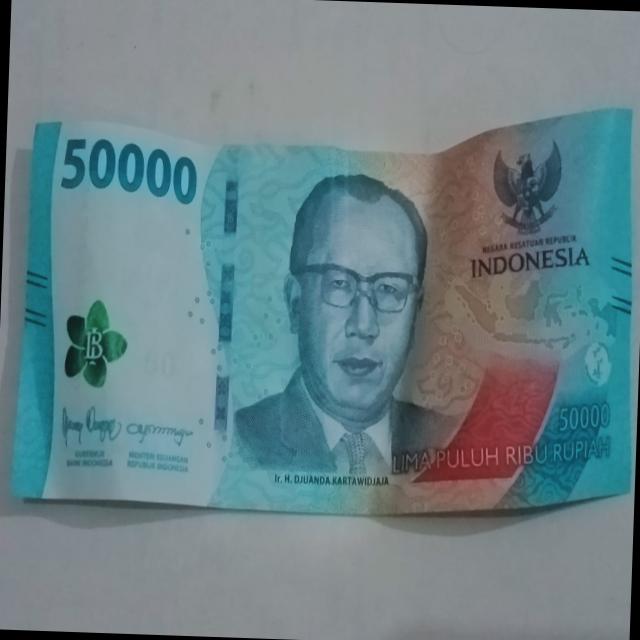 50000
NEGARA KESATUAN REPUBLIK
INDONESIA
BI
GUBERNUR
BANK INDONESIA
MENTERI KEUANGAN
REPUBLIK INDONESIA
50000
LIMA PULUH RIBU RUPIAH
Ir. H. DJUANDA KARTAWIDJAJA